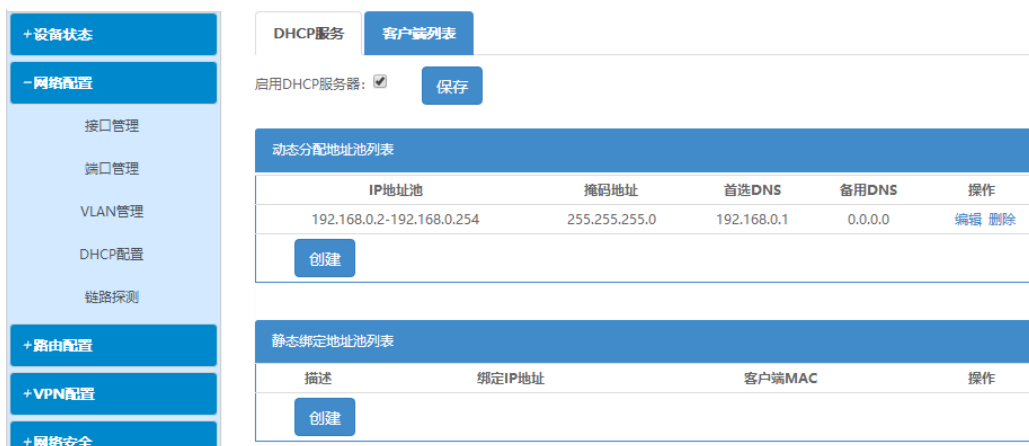 +设备状态
-网络配置
接口管理
端口管理
VLAN管理
DHCP配置
链路探测
+路由配置
+VPN配置
+网络安全
DHCP服务 客户端列表
启用DHCP服务器: 保存
动态分配地址池列表
IP地址池 掩码地址 首选DNS 备用DNS 操作
192.168.0.2-192.168.0.254 255.255.255.0 192.168.0.1 0.0.0.0 编辑 删除
创建
静态绑定地址池列表
描述 绑定IP地址 客户端MAC 操作
创建